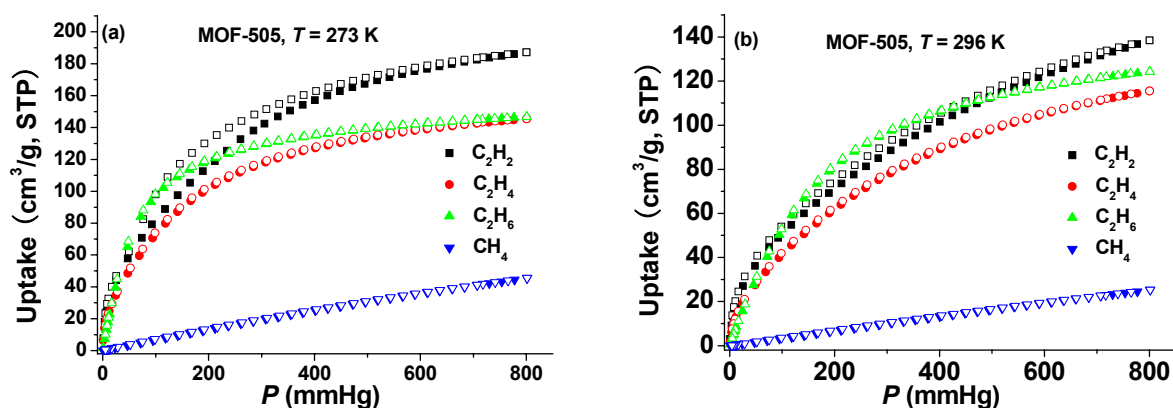 (a)
MOF-505, T = 273 K
Uptake (cm³/g, STP)
200
180
160
140
120
100
80
60
40
20
0
C₂H₂
C₂H₄
C₂H₆
CH₄
0 200 400 600 800
P (mmHg)
(b)
MOF-505, T = 296 K
Uptake (cm³/g, STP)
140
120
100
80
60
40
20
0
C₂H₂
C₂H₄
C₂H₆
CH₄
0 200 400 600 800
P (mmHg)